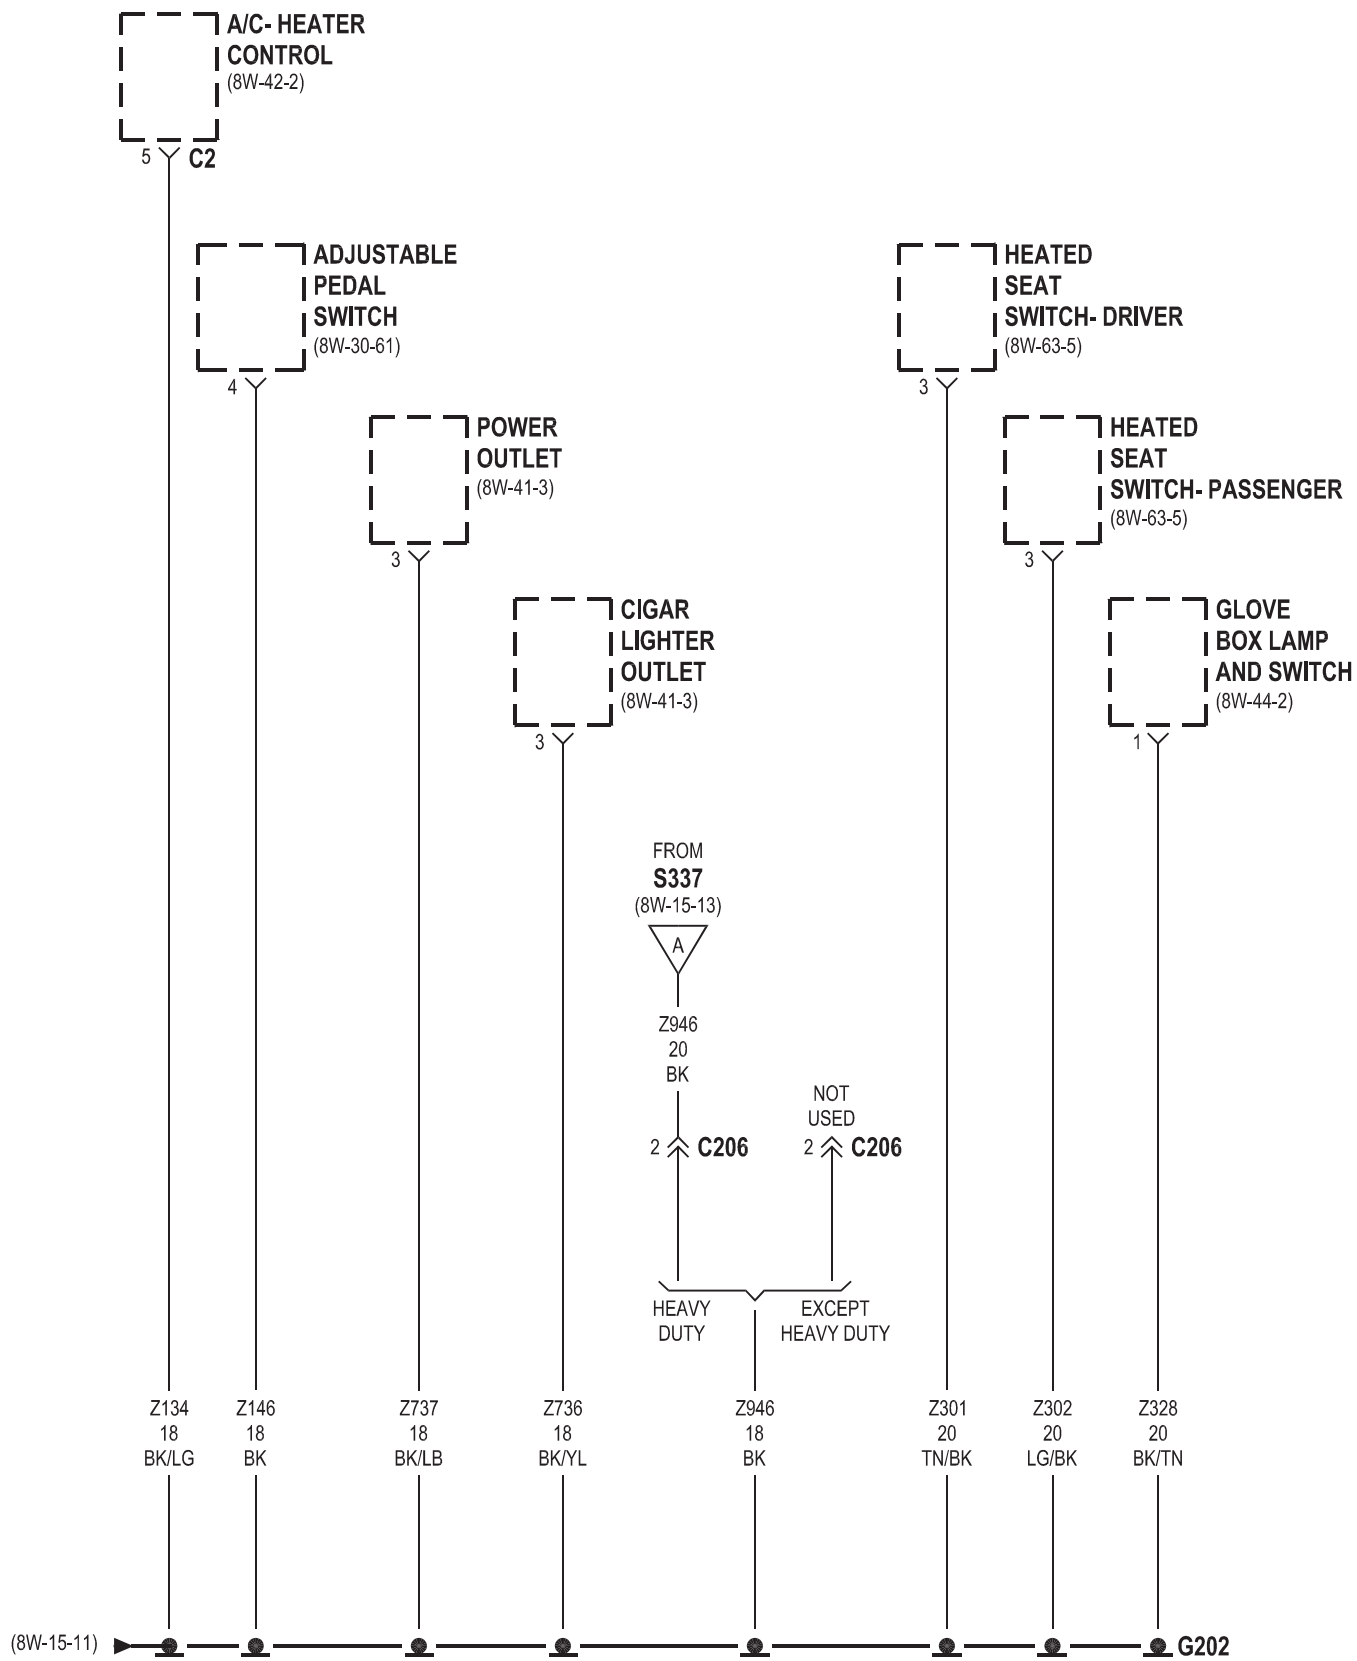 A/C- HEATER
CONTROL
(8W-42-2)
5
C2
ADJUSTABLE
PEDAL
SWITCH
(8W-30-61)
4
HEATED
SEAT
SWITCH- DRIVER
(8W-63-5)
3
POWER
OUTLET
(8W-41-3)
3
HEATED
SEAT
SWITCH- PASSENGER
(8W-63-5)
3
CIGAR
LIGHTER
OUTLET
(8W-41-3)
3
GLOVE
BOX LAMP
AND SWITCH
(8W-44-2)
1
FROM
S337
(8W-15-13)
A
Z946
20
BK
2 C206
NOT
USED
2 C206
HEAVY
DUTY
EXCEPT
HEAVY DUTY
Z134
18
BK/LG
Z146
18
BK
Z737
18
BK/LB
Z736
18
BK/YL
Z946
18
BK
Z301
20
TN/BK
Z302
20
LG/BK
Z328
20
BK/TN
(8W-15-11)
G202